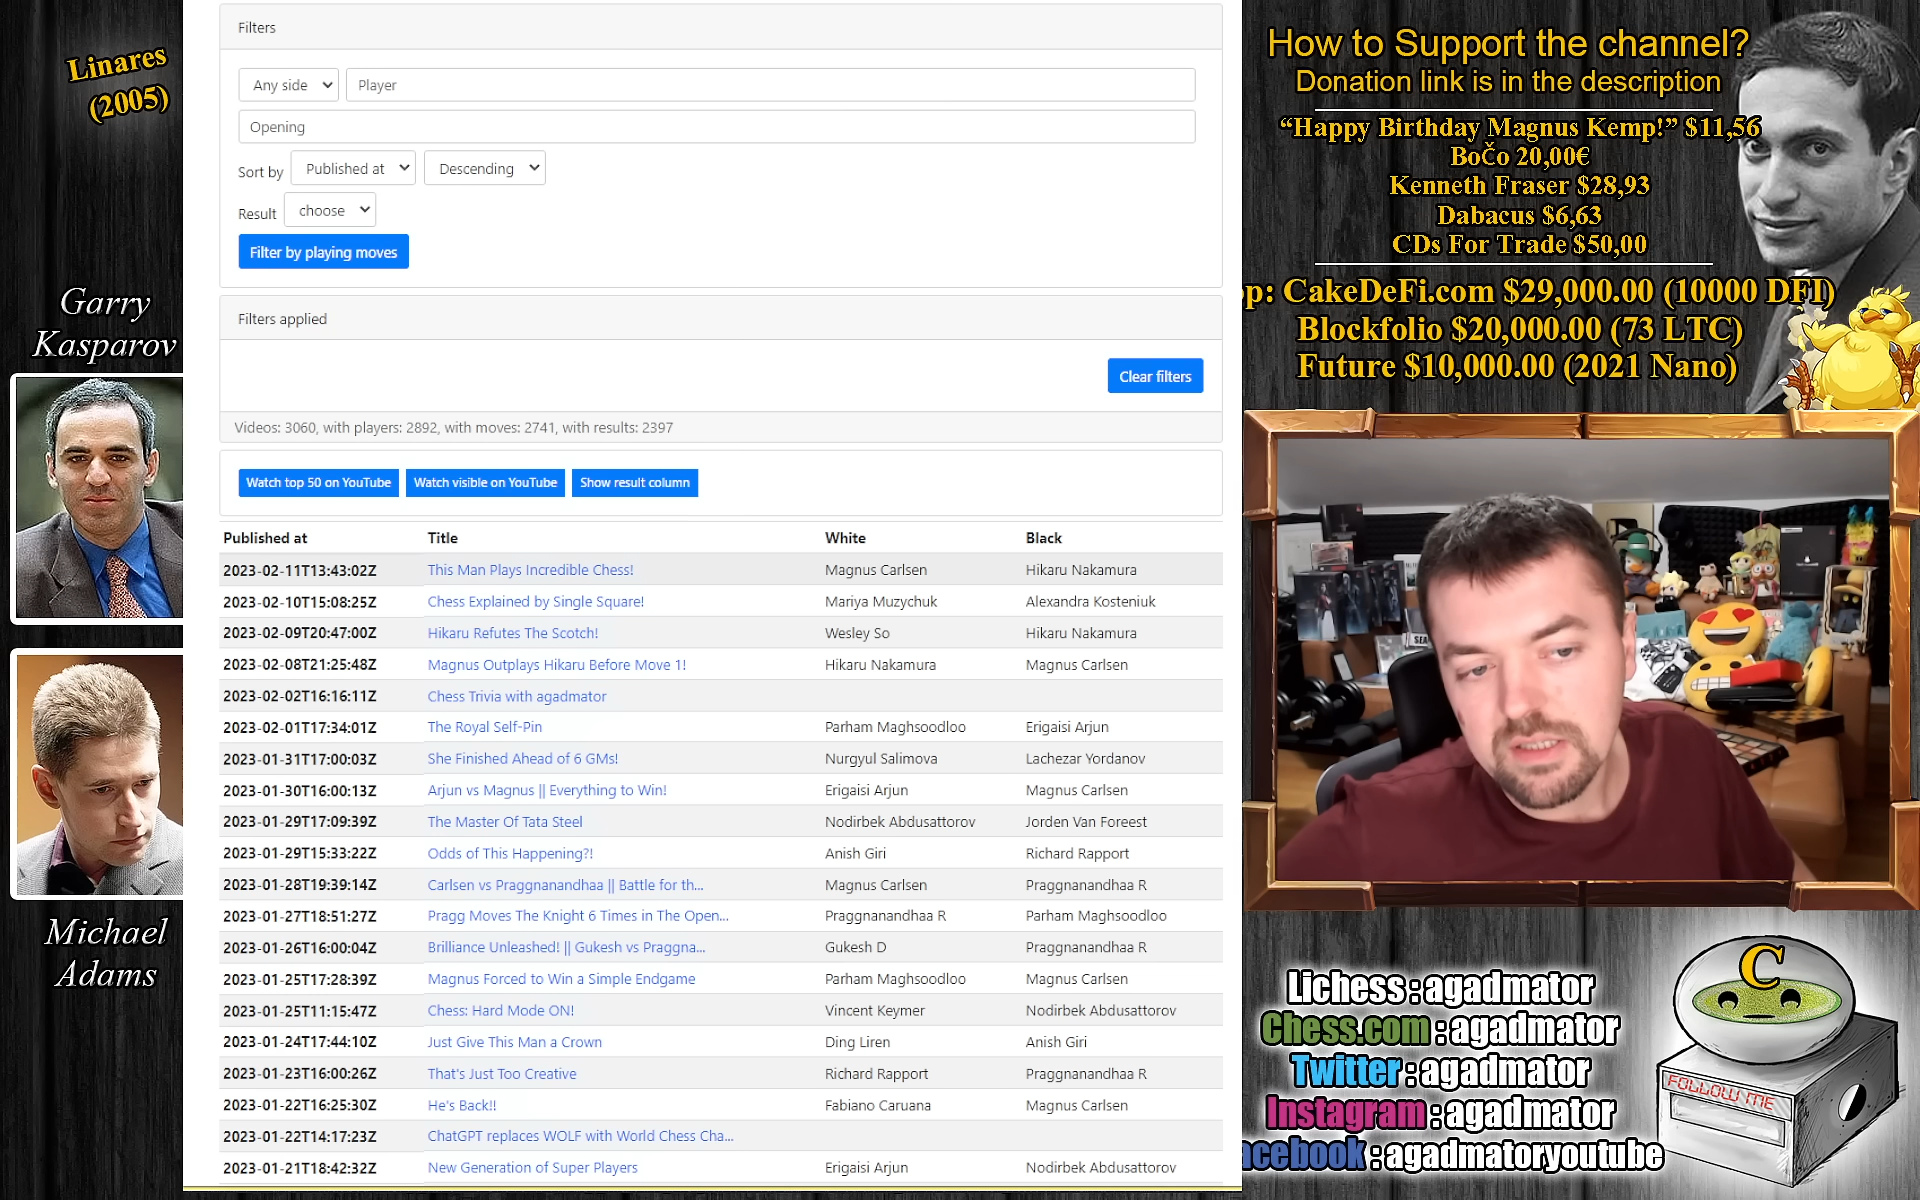 Linares
(2005)
Garry
Kasparov
Michael
Adams
Filters
Any side
Player
Opening
Sort by
Published at
Descending
Result
choose
Filter by playing moves
Filters applied
Clear filters
Videos: 3060, with players: 2892, with moves: 2741, with results: 2397
Watch top 50 on YouTube
Watch visible on YouTube
Show result column
Published at Title White Black
2023-02-11T13:43:02Z This Man Plays Incredible Chess! Magnus Carlsen Hikaru Nakamura
2023-02-10T15:08:25Z Chess Explained by Single Square! Mariya Muzychuk Alexandra Kosteniuk
2023-02-09T20:47:00Z Hikaru Refutes The Scotch! Wesley So Hikaru Nakamura
2023-02-08T21:25:48Z Magnus Outplays Hikaru Before Move 1! Hikaru Nakamura Magnus Carlsen
2023-02-02T16:16:11Z Chess Trivia with agadmator
2023-02-01T17:34:01Z The Royal Self-Pin Parham Maghsoodloo Erigaisi Arjun
2023-01-31T17:00:03Z She Finished Ahead of 6 GMs! Nurgyul Salimova Lachezar Yordanov
2023-01-30T16:00:13Z Arjun vs Magnus || Everything to Win! Erigaisi Arjun Magnus Carlsen
2023-01-29T17:09:39Z The Master Of Tata Steel Nodirbek Abdusattorov Jorden Van Foreest
2023-01-29T15:33:22Z Odds of This Happening?! Anish Giri Richard Rapport
2023-01-28T19:39:14Z Carlsen vs Praggnanandhaa || Battle for th... Magnus Carlsen Praggnanandhaa R
2023-01-27T18:51:27Z Pragg Moves The Knight 6 Times in The Open... Praggnanandhaa R Parham Maghsoodloo
2023-01-26T16:00:04Z Brilliance Unleashed! || Gukesh vs Praggna... Gukesh D Praggnanandhaa R
2023-01-25T17:28:39Z Magnus Forced to Win a Simple Endgame Parham Maghsoodloo Magnus Carlsen
2023-01-25T11:15:47Z Chess: Hard Mode ON! Vincent Keymer Nodirbek Abdusattorov
2023-01-24T17:44:10Z Just Give This Man a Crown Ding Liren Anish Giri
2023-01-23T16:00:26Z That's Just Too Creative Richard Rapport Praggnanandhaa R
2023-01-22T16:25:30Z He's Back!! Fabiano Caruana Magnus Carlsen
2023-01-22T14:17:23Z ChatGPT replaces WOLF with World Chess Cha...
2023-01-21T18:42:32Z New Generation of Super Players Erigaisi Arjun Nodirbek Abdusattorov
How to Support the channel?
Donation link is in the description
“Happy Birthday Magnus Kemp!” $11,56
BoČo 20,00€
Kenneth Fraser $28,93
Dabacus $6,63
CDs For Trade $50,00
op: CakeDeFi.com $29,000.00 (10000 DFI)
Blockfolio $20,000.00 (73 LTC)
Future $10,000.00 (2021 Nano)
Lichess:agadmator
Chess.com:agadmator
Twitter:agadmator
Instagram:agadmator
acebook:agadmatoryoutube
C
FOLLOW ME